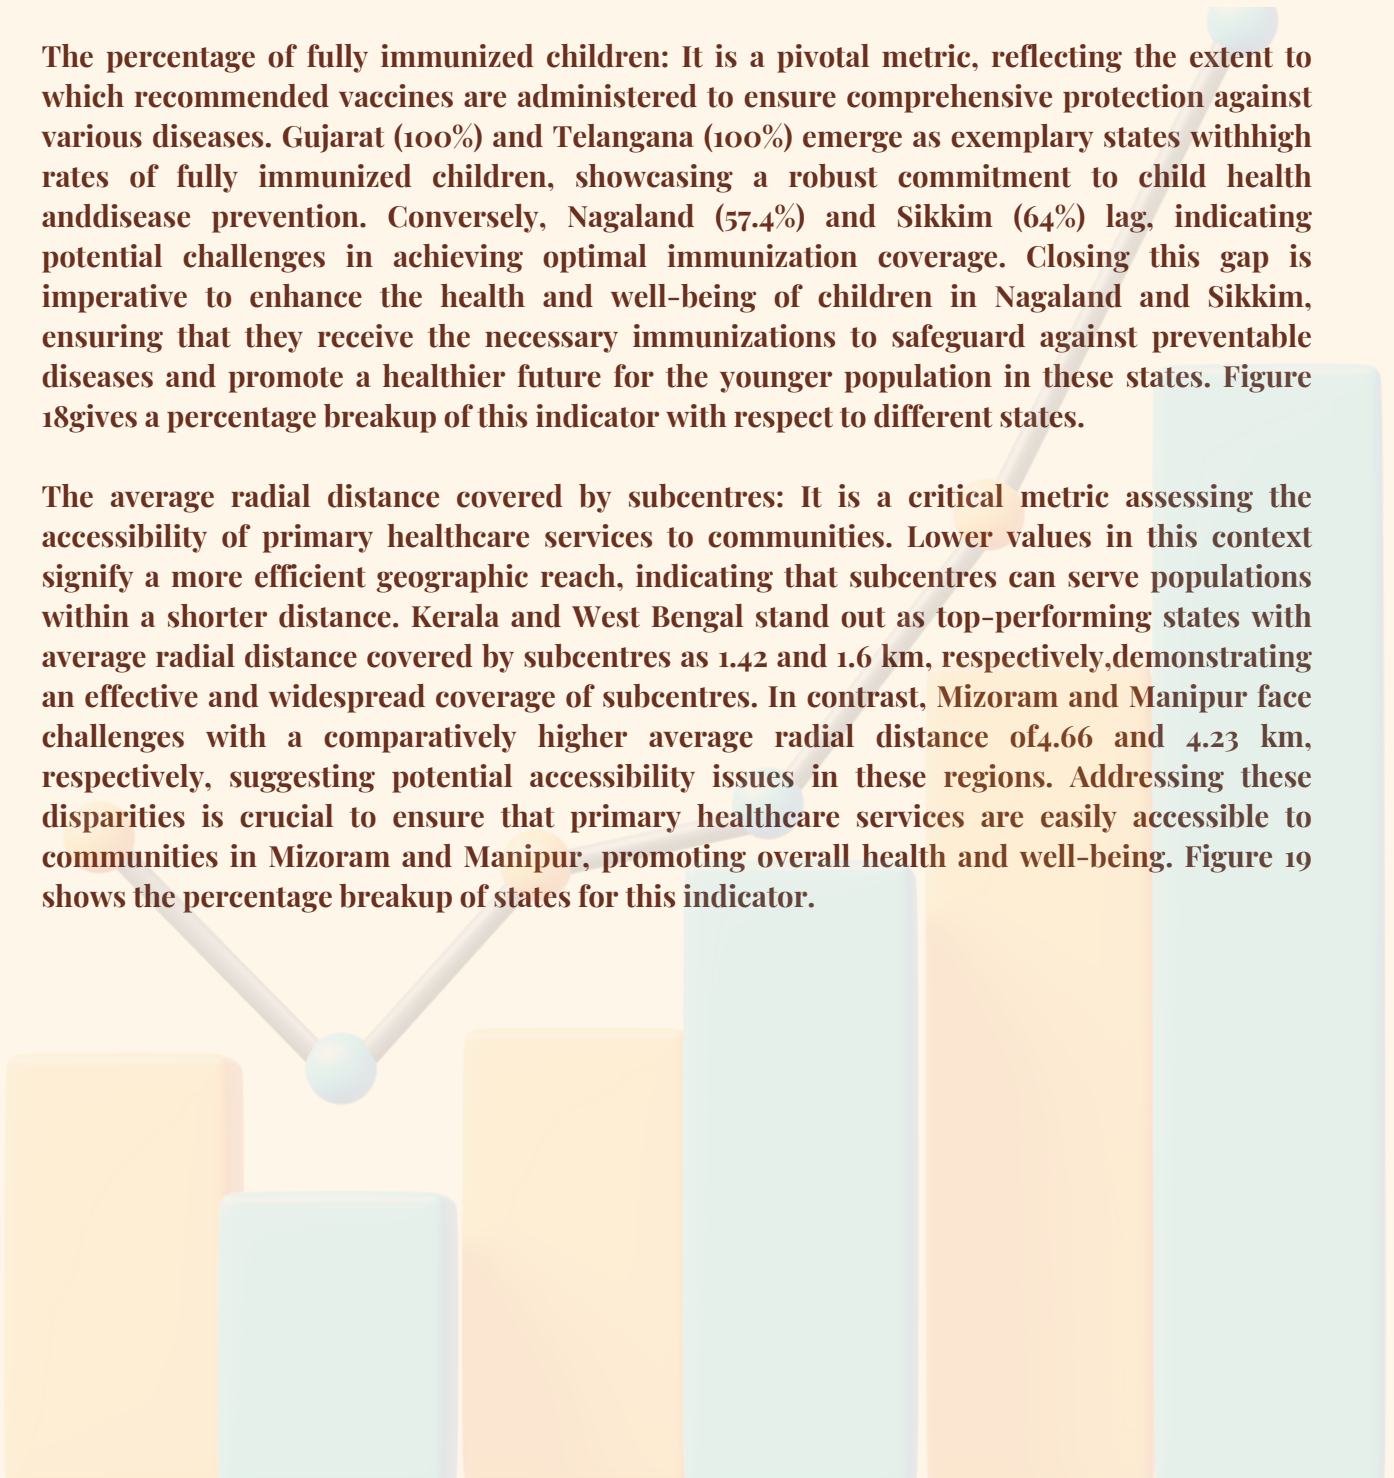 The percentage of fully immunized children: It is a pivotal metric, reflecting the extent to
which recommended vaccines are administered to ensure comprehensive protection against
various diseases. Gujarat (100%) and Telangana (100%) emerge as exemplary states withhigh
rates of fully immunized children, showcasing a robust commitment to child health
anddisease prevention. Conversely, Nagaland (57.4%) and Sikkim (64%) lag, indicating
potential challenges in achieving optimal immunization coverage. Closing this gap is
imperative to enhance the health and well-being of children in Nagaland and Sikkim,
ensuring that they receive the necessary immunizations to safeguard against preventable
diseases and promote a healthier future for the younger population in these states. Figure
18gives a percentage breakup of this indicator with respect to different states.
The average radial distance covered by subcentres: It is a critical metric assessing the
accessibility of primary healthcare services to communities. Lower values in this context
signify a more efficient geographic reach, indicating that subcentres can serve populations
within a shorter distance. Kerala and West Bengal stand out as top-performing states with
average radial distance covered by subcentres as 1.42 and 1.6 km, respectively,demonstrating
an effective and widespread coverage of subcentres. In contrast, Mizoram and Manipur face
challenges with a comparatively higher average radial distance of4.66 and 4.23 km,
respectively, suggesting potential accessibility issues in these regions. Addressing these
disparities is crucial to ensure that primary healthcare services are easily accessible to
communities in Mizoram and Manipur, promoting overall health and well-being. Figure 19
shows the percentage breakup of states for this indicator.